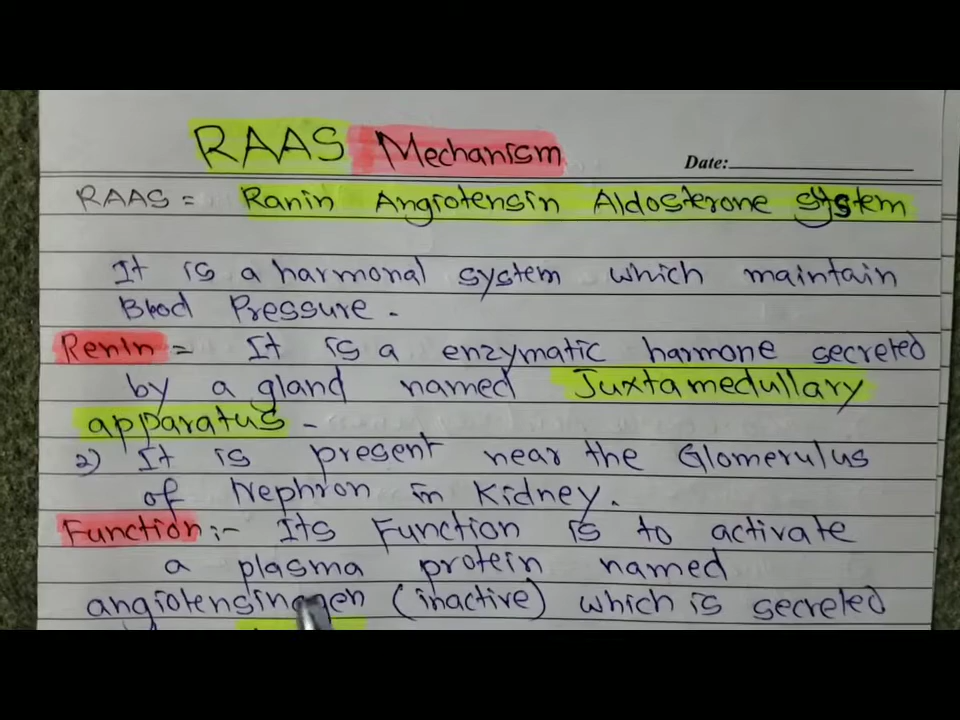 RAAS Mechanism
Date:
RAAS = Ranin Angiotensin Aldosterone system
It is a harmonal system which maintain
Blood Pressure.
Renin = It is a enzymatic harmone secreted
by a gland named Juxtamedullary
apparatus -
2) It is present near the Glomerulus
of Nephron in Kidney.
Function :- Its Function is to activate
a plasma protein named
angiotensinogen (inactive) which is secreted